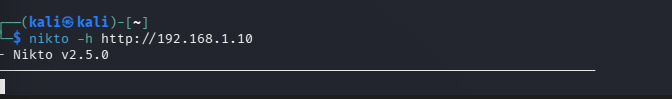 ┌──(kali㉿kali)-[~]
└─$ nikto -h http://192.168.1.10
- Nikto v2.5.0
---------------------------------------------------------------------------